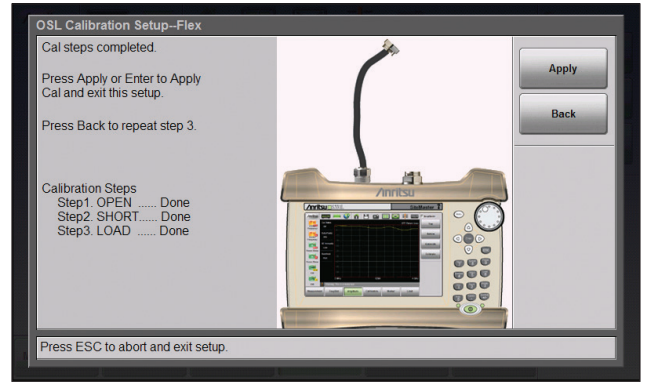 OSL Calibration Setup--Flex
Cal steps completed.
Press Apply or Enter to Apply
Cal and exit this setup.
Press Back to repeat step 3.
Calibration Steps
Step1. OPEN ...... Done
Step2. SHORT...... Done
Step3. LOAD ...... Done
Apply
Back
Anritsu
Press ESC to abort and exit setup.